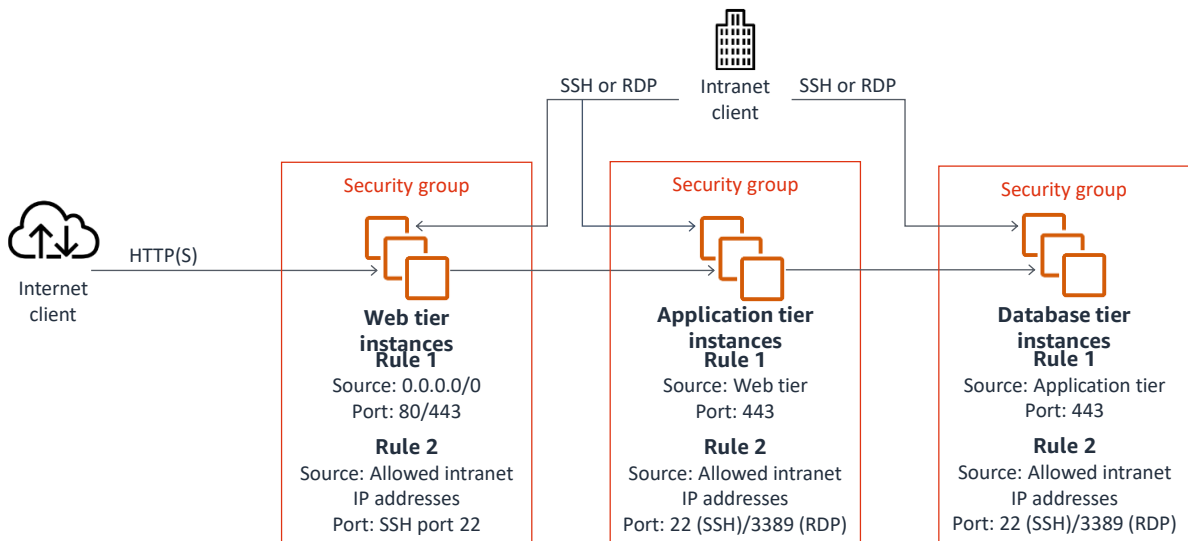 SSH or RDP
Intranet
client
SSH or RDP
Internet
client
HTTP(S)
Security group
Web tier
instances
Rule 1
Source: 0.0.0.0/0
Port: 80/443
Rule 2
Source: Allowed intranet
IP addresses
Port: SSH port 22
Security group
Application tier
instances
Rule 1
Source: Web tier
Port: 443
Rule 2
Source: Allowed intranet
IP addresses
Port: 22 (SSH)/3389 (RDP)
Security group
Database tier
instances
Rule 1
Source: Application tier
Port: 443
Rule 2
Source: Allowed intranet
IP addresses
Port: 22 (SSH)/3389 (RDP)